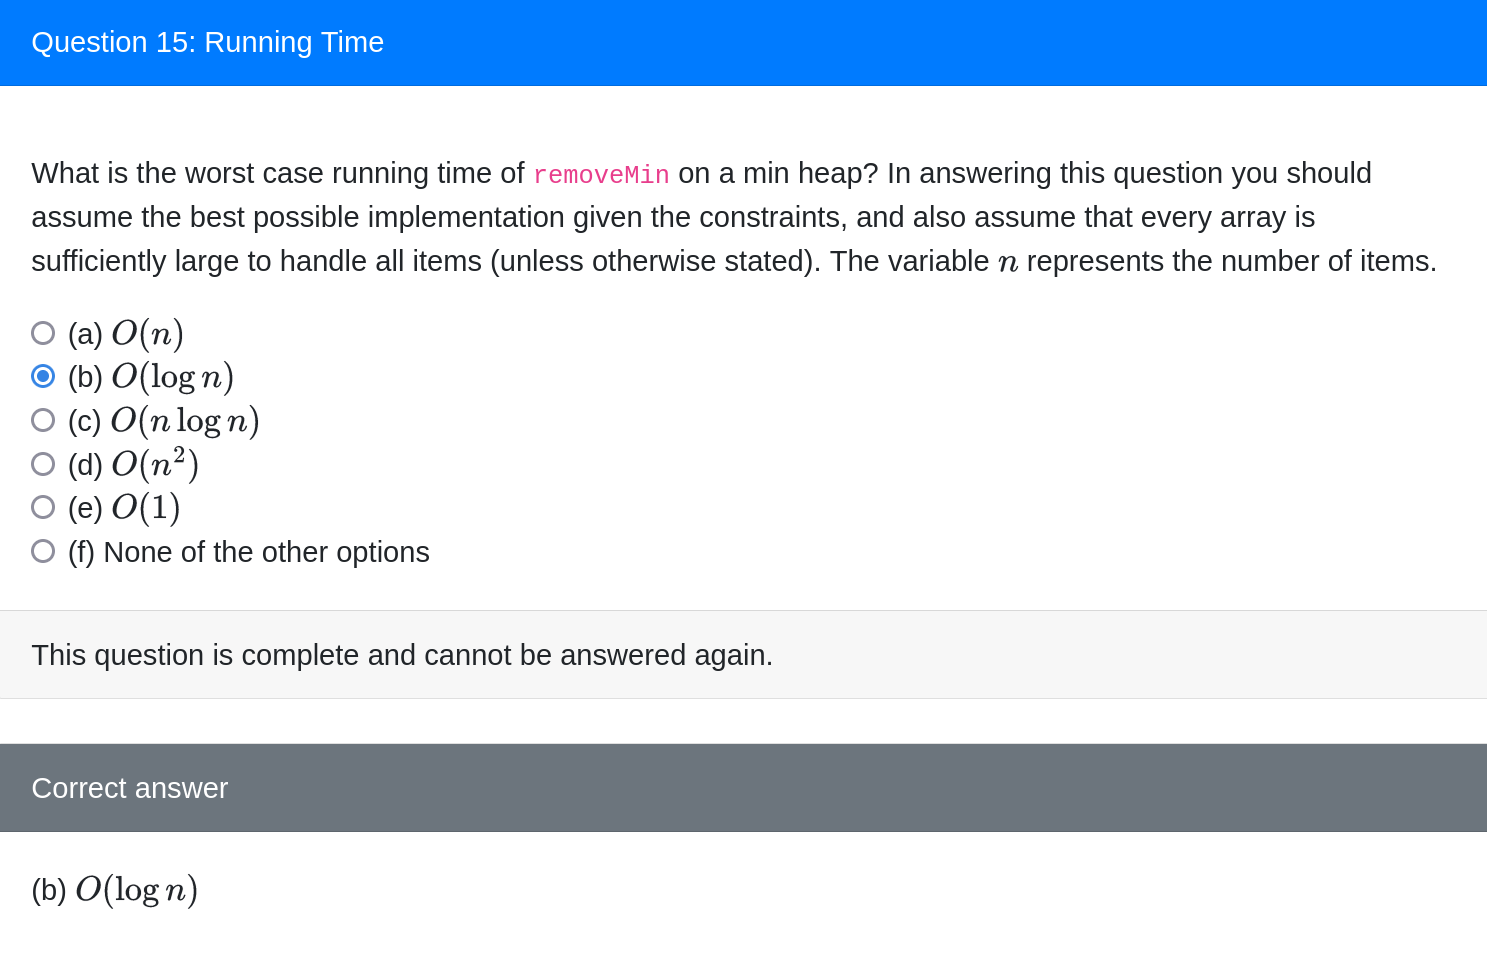 Question 15: Running Time
What is the worst case running time of removeMin on a min heap? In answering this question you should
assume the best possible implementation given the constraints, and also assume that every array is
sufficiently large to handle all items (unless otherwise stated). The variable n represents the number of items.
(a) O(n)
(b) O(log n)
(c) O(n log n)
(d) O(n²)
(e) O(1)
(f) None of the other options
This question is complete and cannot be answered again.
Correct answer
(b) O(log n)